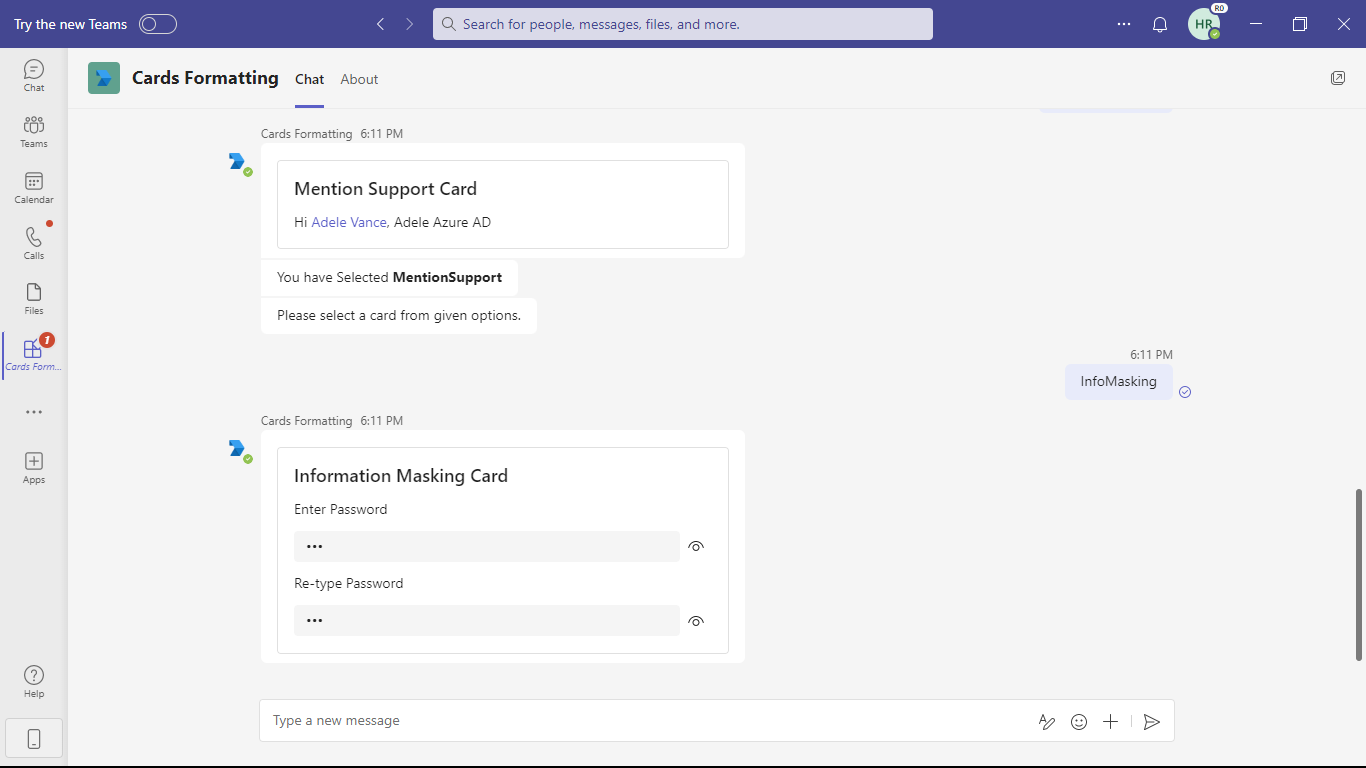 Try the new Teams
Search for people, messages, files, and more.
HR
R0
Chat
Teams
Calendar
Calls
Files
1
Cards Form...
Apps
Help
Cards Formatting Chat About
Cards Formatting 6:11 PM
Mention Support Card
Hi Adele Vance, Adele Azure AD
You have Selected MentionSupport
Please select a card from given options.
6:11 PM
InfoMasking
Cards Formatting 6:11 PM
Information Masking Card
Enter Password
•••
Re-type Password
•••
Type a new message